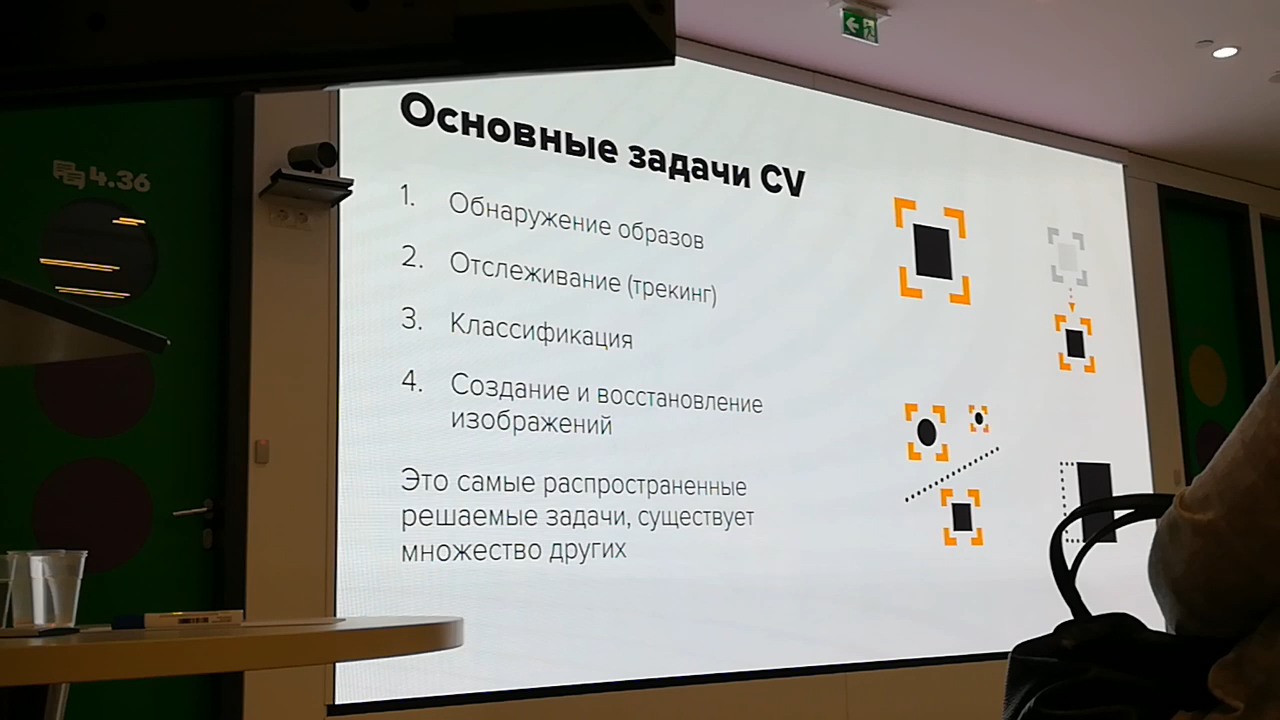 Основные задачи CV
1. Обнаружение образов
2. Отслеживание (трекинг)
3. Классификация
4. Создание и восстановление
изображений
Это самые распространенные
решаемые задачи, существует
множество других
4.36